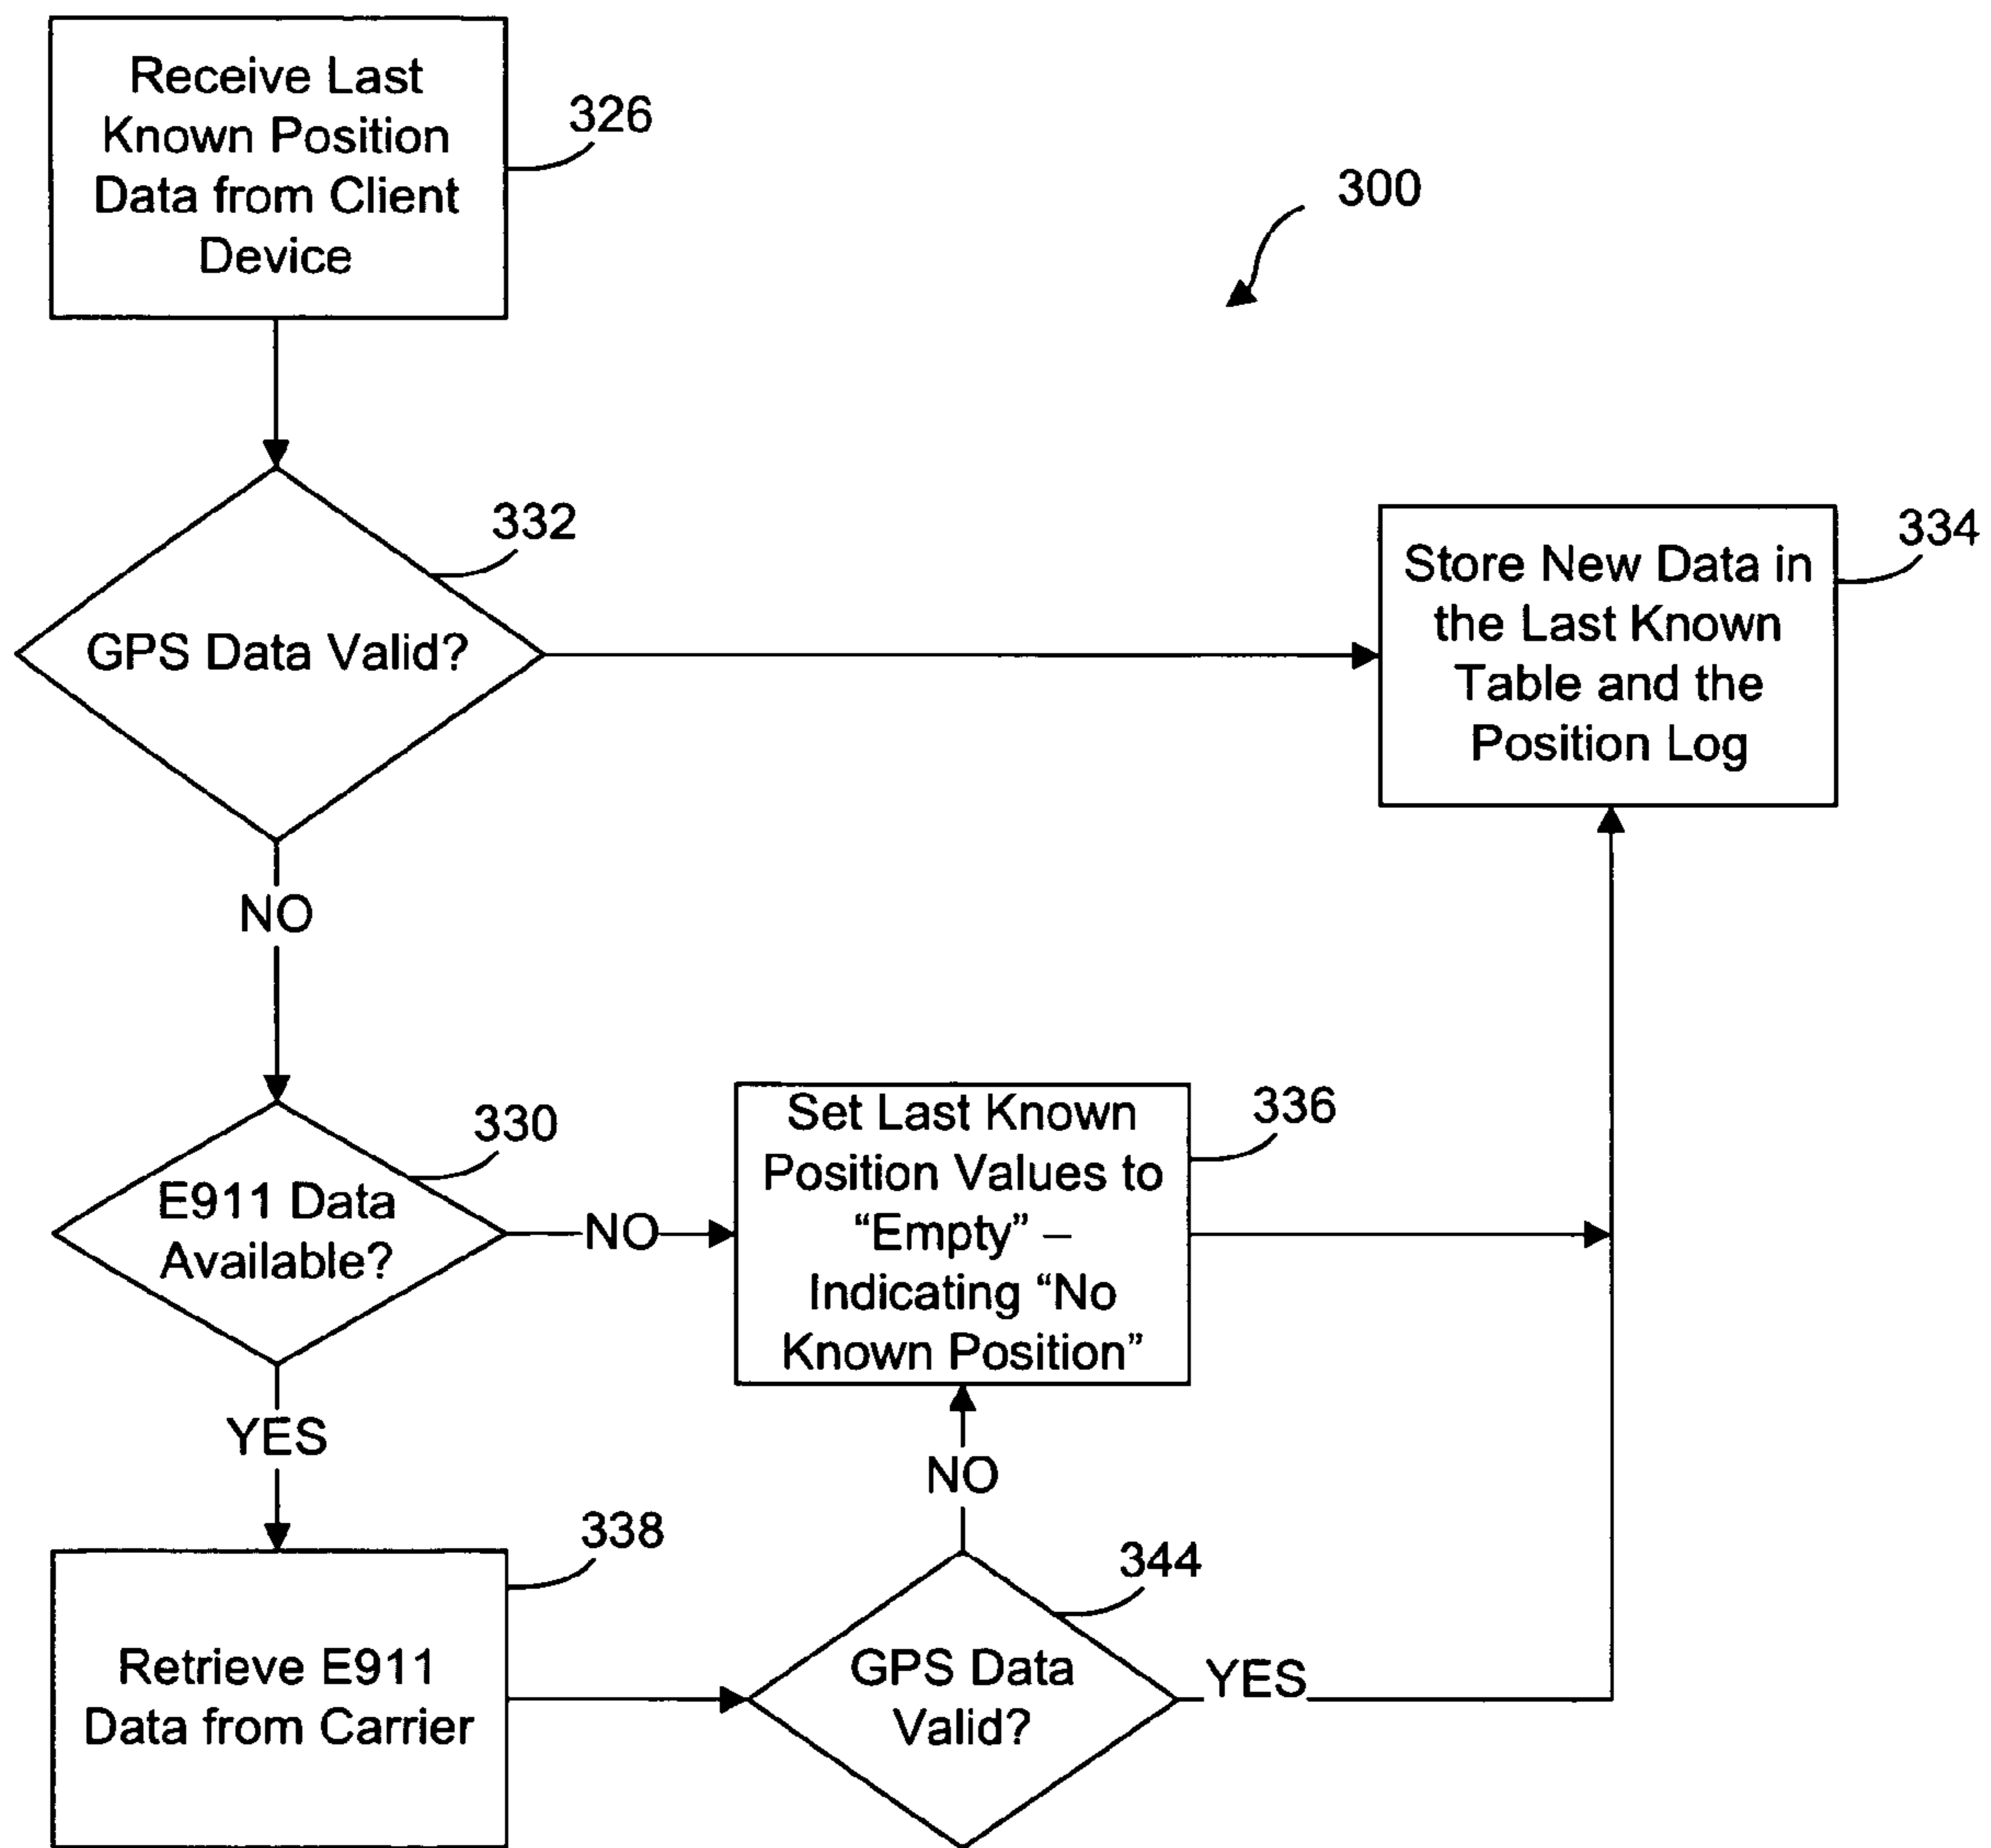 Receive Last
Known Position
Data from Client
Device
326
300
332
GPS Data Valid?
334
Store New Data in
the Last Known
Table and the
Position Log
NO
330
E911 Data
Available?
NO
336
Set Last Known
Position Values to
“Empty” –
Indicating “No
Known Position”
YES
NO
338
Retrieve E911
Data from Carrier
344
GPS Data
Valid?
YES